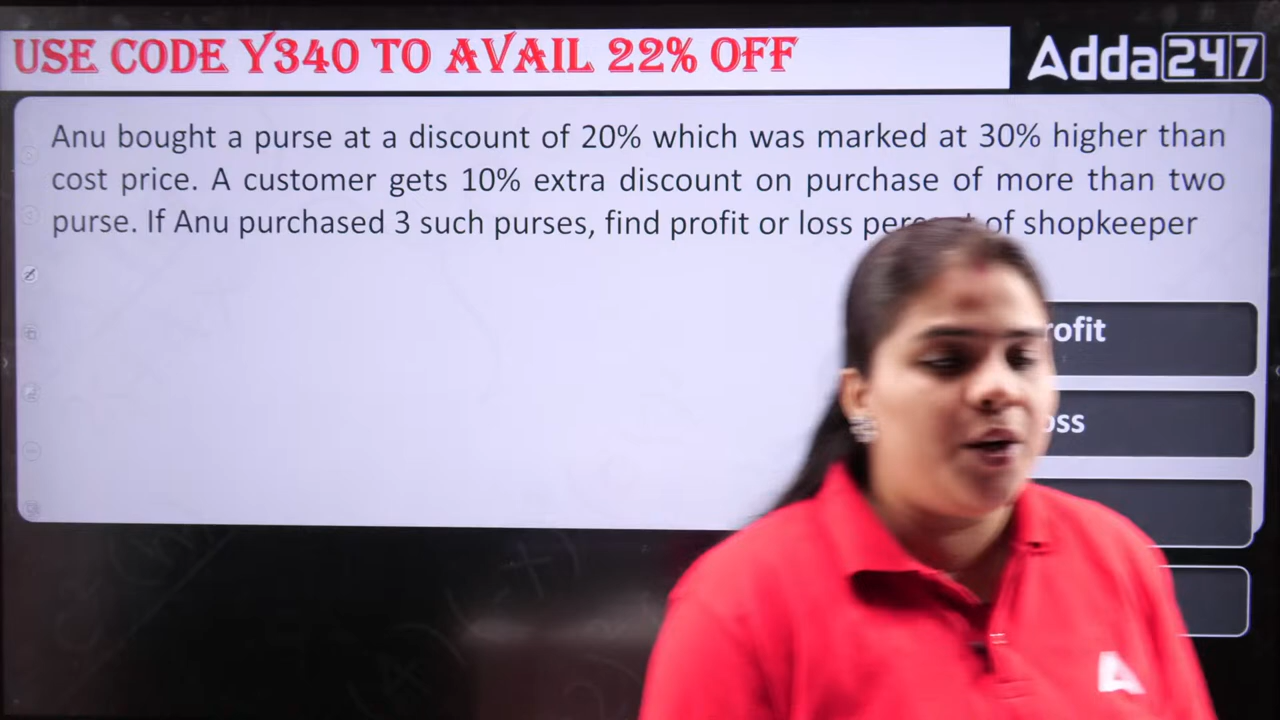 USE CODE Y340 TO AVAIL 22% OFF
Adda247
Anu bought a purse at a discount of 20% which was marked at 30% higher than
cost price. A customer gets 10% extra discount on purchase of more than two
purse. If Anu purchased 3 such purses, find profit or loss of shopkeeper